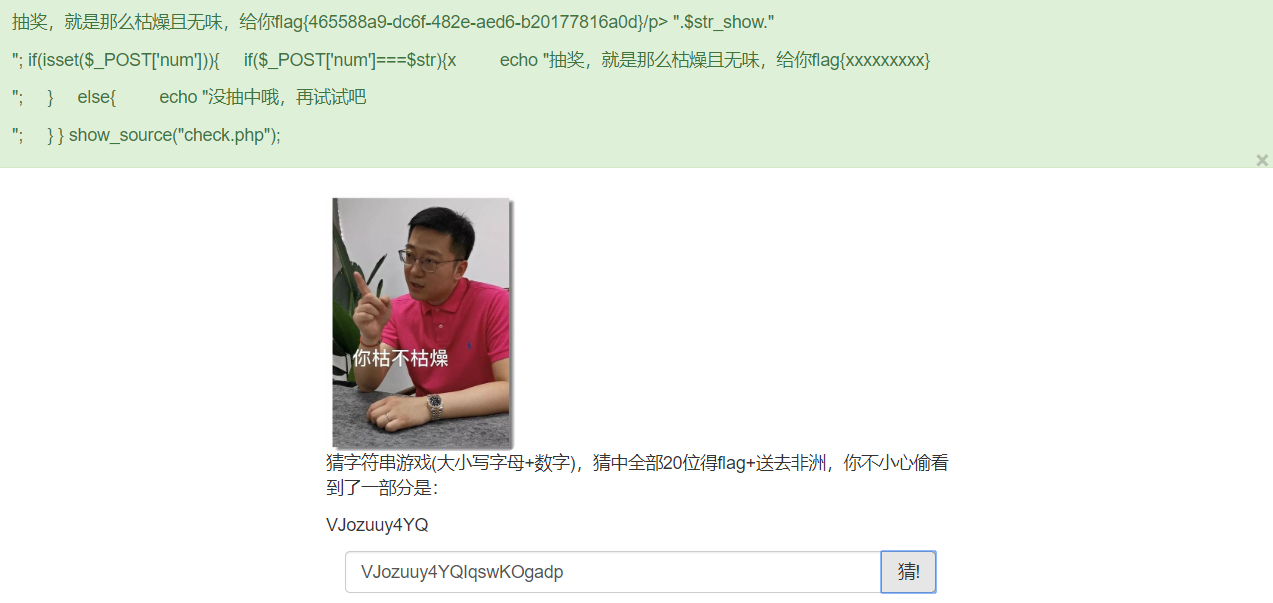 抽奖，就是那么枯燥且无味，给你flag{465588a9-dc6f-482e-aed6-b20177816a0d}/p> ".$str_show."
"; if(isset($_POST['num'])){ if($_POST['num']===$str){x echo "抽奖，就是那么枯燥且无味，给你flag{xxxxxxxxx}
"; } else{ echo "没抽中哦，再试试吧
"; } } show_source("check.php");
×
你枯不枯燥
猜字符串游戏(大小写字母+数字)，猜中全部20位得flag+送去非洲，你不小心偷看
到了一部分是：
VJozuuy4YQ
VJozuuy4YQIqswKOgadp
猜!